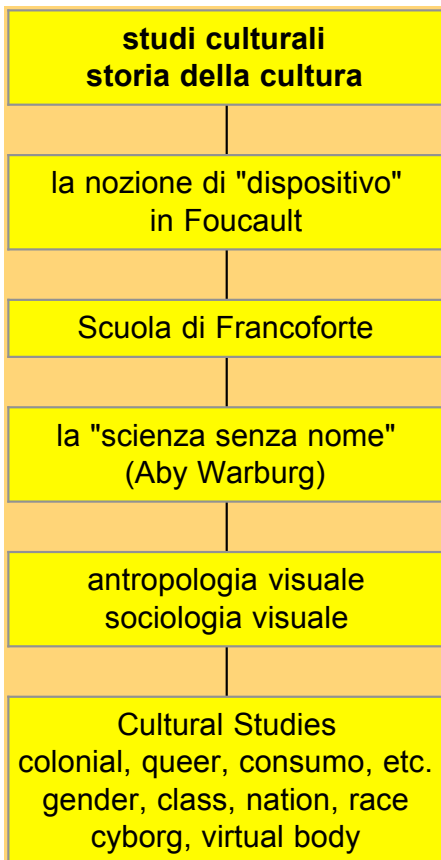 studi culturali
storia della cultura
la nozione di "dispositivo"
in Foucault
Scuola di Francoforte
la "scienza senza nome"
(Aby Warburg)
antropologia visuale
sociologia visuale
Cultural Studies
colonial, queer, consumo, etc.
gender, class, nation, race
cyborg, virtual body